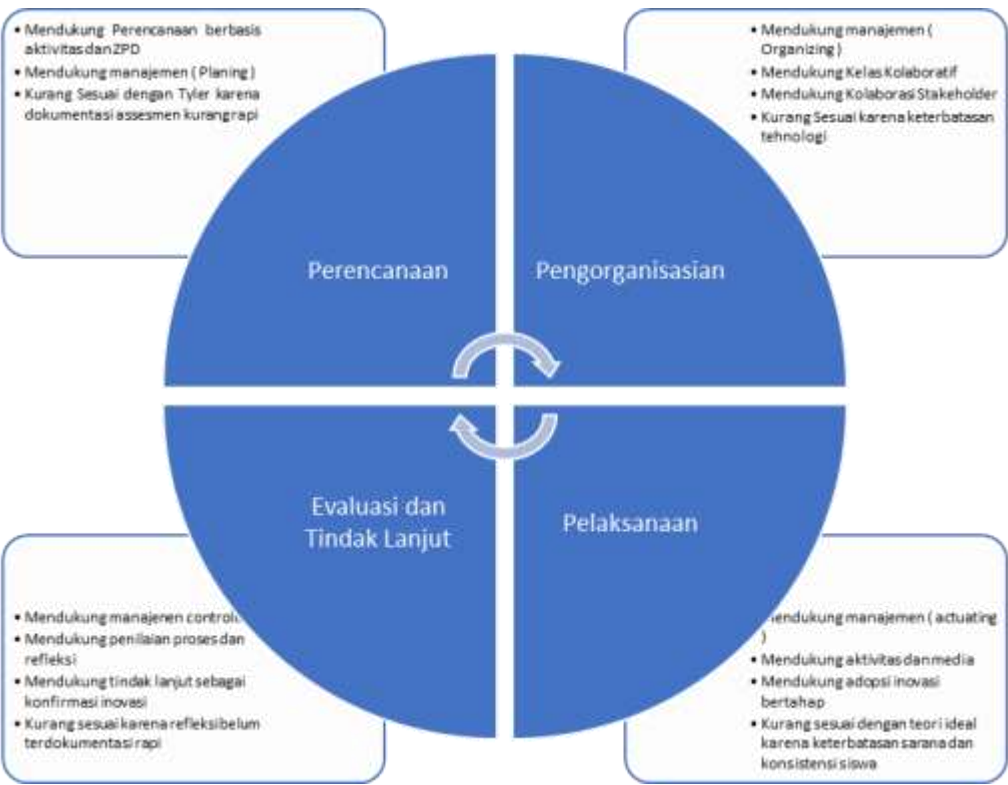 • Mendukung Perencanaan berbasis
aktivitas dan ZPD
• Mendukung manajemen ( Planing )
• Kurang Sesuai dengan Tyler karena
dokumentasi assesmen kurang rapi
• Mendukung manajemen (
Organizing )
• Mendukung Kelas Kolaboratif
• Mendukung Kolaborasi Stakeholder
• Kurang Sesuai karena keterbatasan
tehnologi
Perencanaan
Pengorganisasian
Evaluasi dan
Tindak Lanjut
Pelaksanaan
• Mendukung manajenen
• Mendukung penilaian proses dan
refleksi
• Mendukung tindak lanjut sebagai
konfirmasi inovasi
• Kurang sesuai karena refleksi belum
terdokumentasi rapi
manajemen ( actuating
)
• Mendukung aktivitas dan media
• Mendukung adopsi inovasi
bertahap
• Kurang sesuai dengan teori ideal
karena keterbatasan sarana dan
konsistensi siswa